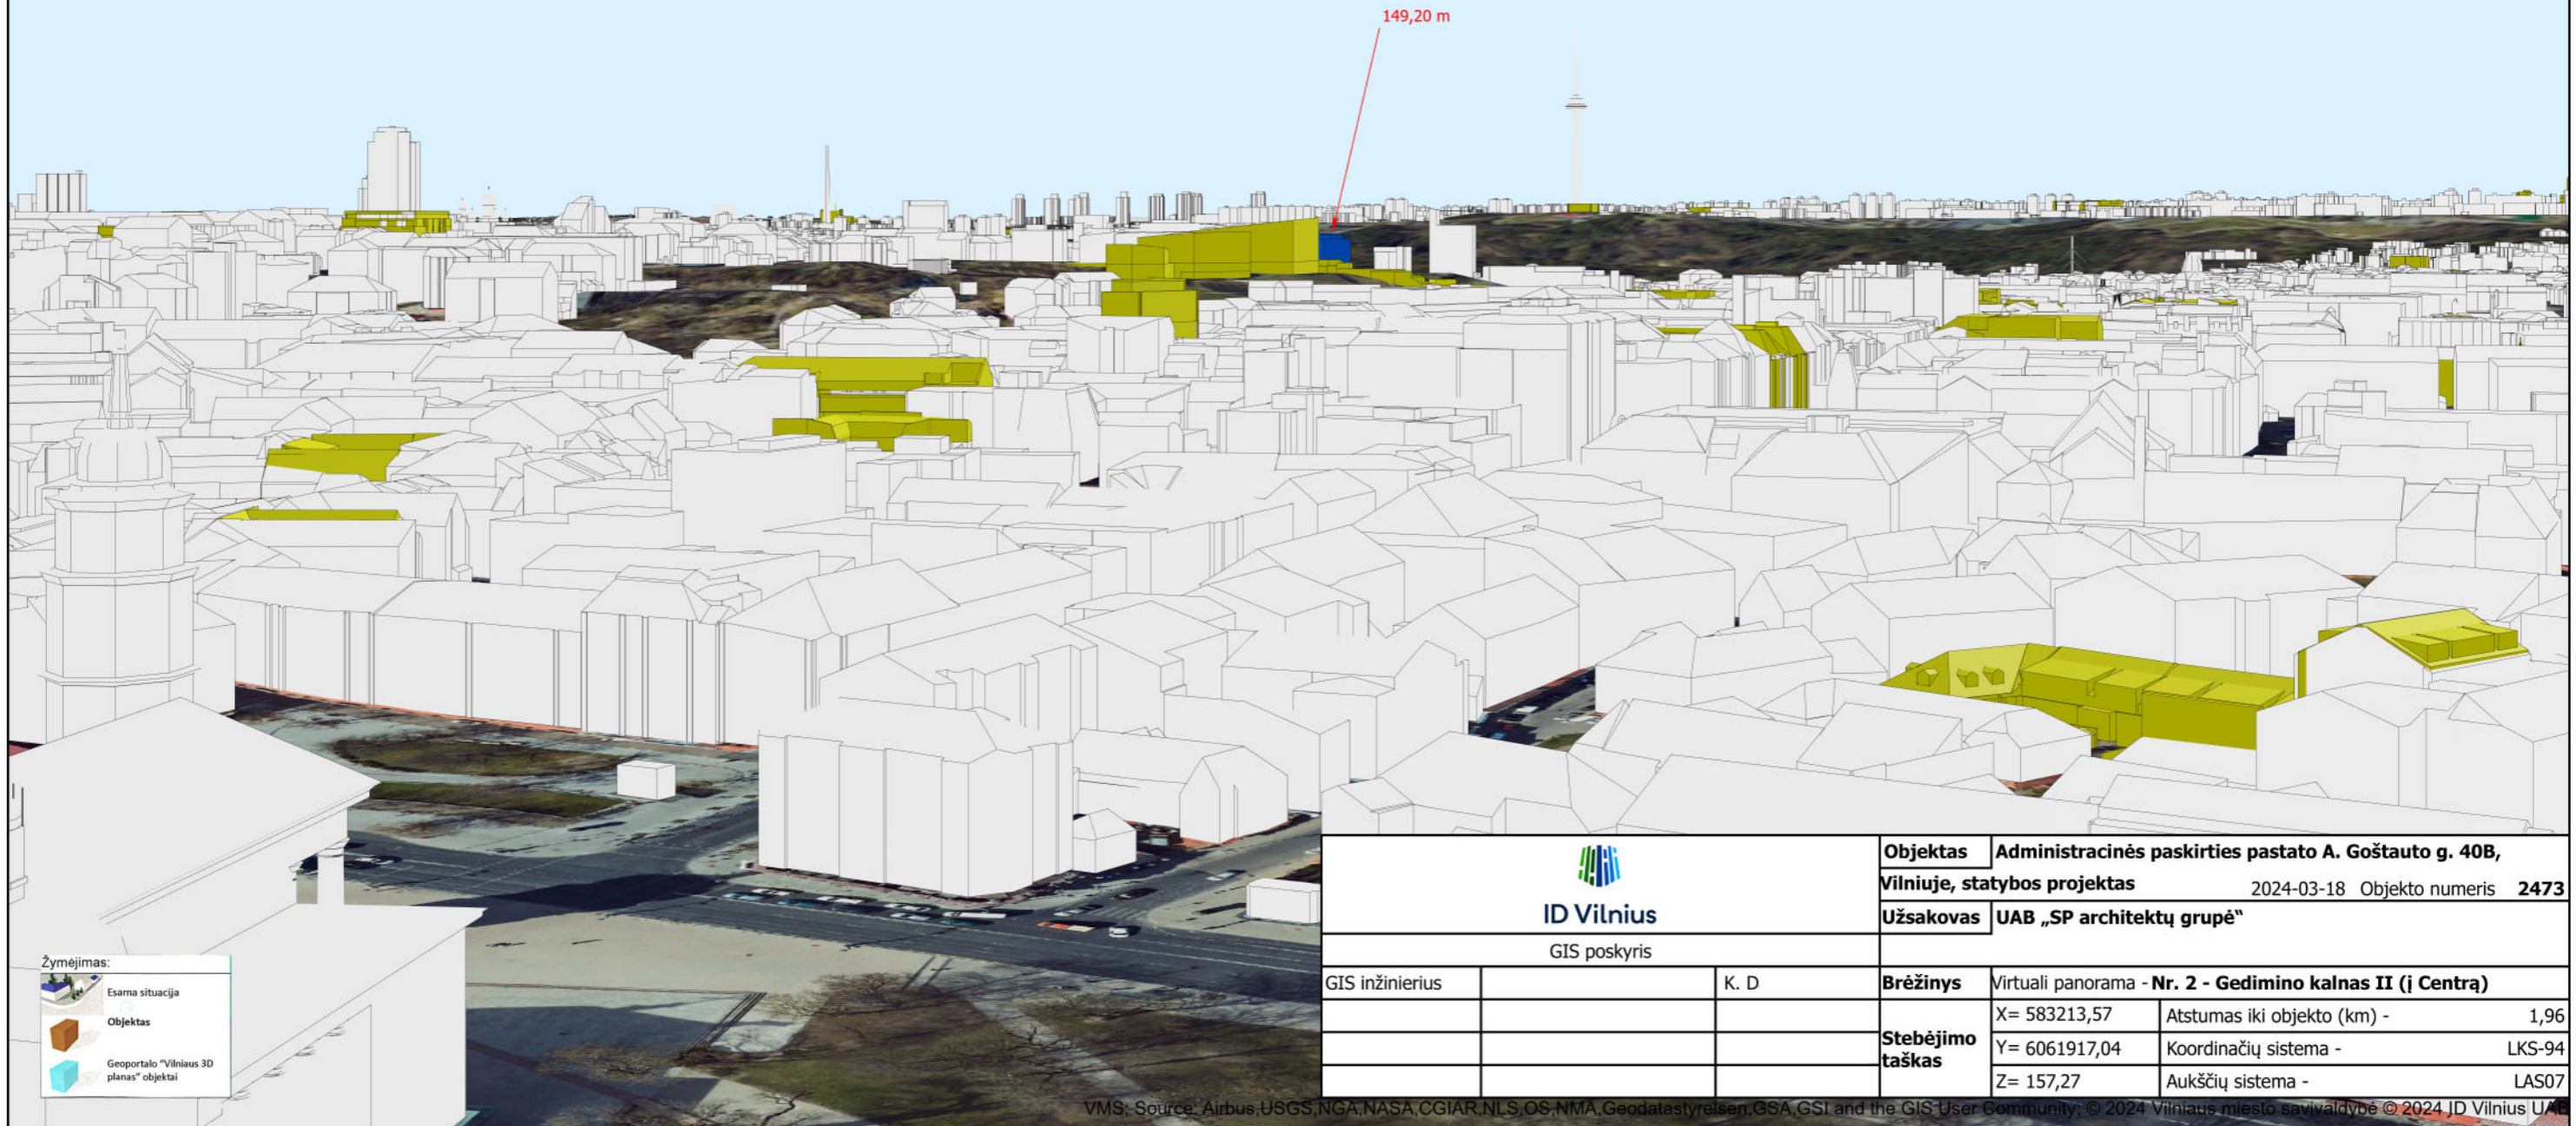 149,20 m
Žymėjimas:
Esama situacija
Objektas
Geoportalo "Vilniaus 3D
planas" objektai
ID Vilnius
GIS poskyris
GIS inžinierius K. D
Objektas Administracinės paskirties pastato A. Goštauto g. 40B,
Vilniuje, statybos projektas 2024-03-18 Objekto numeris 2473
Užsakovas UAB „SP architektų grupė“
Brėžinys Virtuali panorama - Nr. 2 - Gedimino kalnas II (į Centrą)
Stebėjimo
taškas
X= 583213,57 Atstumas iki objekto (km) - 1,96
Y= 6061917,04 Koordinačių sistema - LKS-94
Z= 157,27 Aukščių sistema - LAS07
VMS; Source: Airbus,USGS,NGA,NASA,CGIAR,NLS,OS,NMA,Geodatastyrelsen,GSA,GSI and the GIS User Community; © 2024 Vilniaus miesto savivaldybė © 2024 ID Vilnius UAB